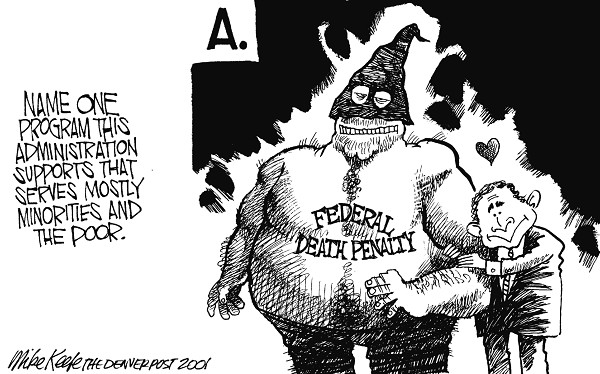 A.
NAME ONE
PROGRAM THIS
ADMINISTRATION
SUPPORTS THAT
SERVES MOSTLY
MINORITIES AND
THE POOR.
FEDERAL
DEATH PENALTY
Mike Keefe THE DENVER POST 2001